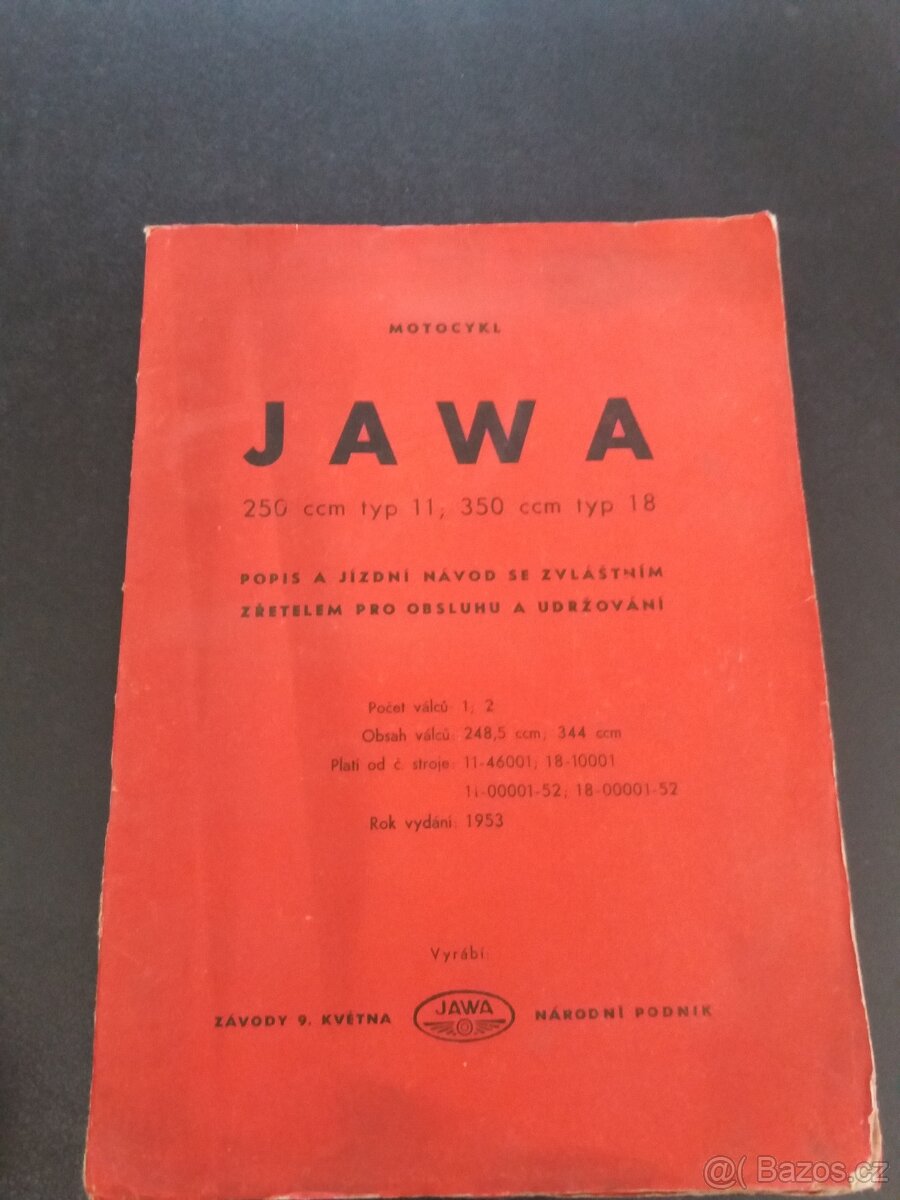 MOTOCYKL
JAWA
250 ccm typ 11; 350 ccm typ 18
POPIS A JÍZDNÍ NÁVOD SE ZVLÁŠTNÍM
ZŘETELEM PRO OBSLUHU A UDRŽOVÁNÍ
Počet válců: 1; 2
Obsah válců: 248,5 ccm; 344 ccm
Platí od č. stroje: 11-46001; 18-10001
11-00001-52; 18-00001-52
Rok vydání: 1953
Vyrábí:
ZÁVODY 9. KVĚTNA JAWA NÁRODNÍ PODNIK
@( Bazos.cz